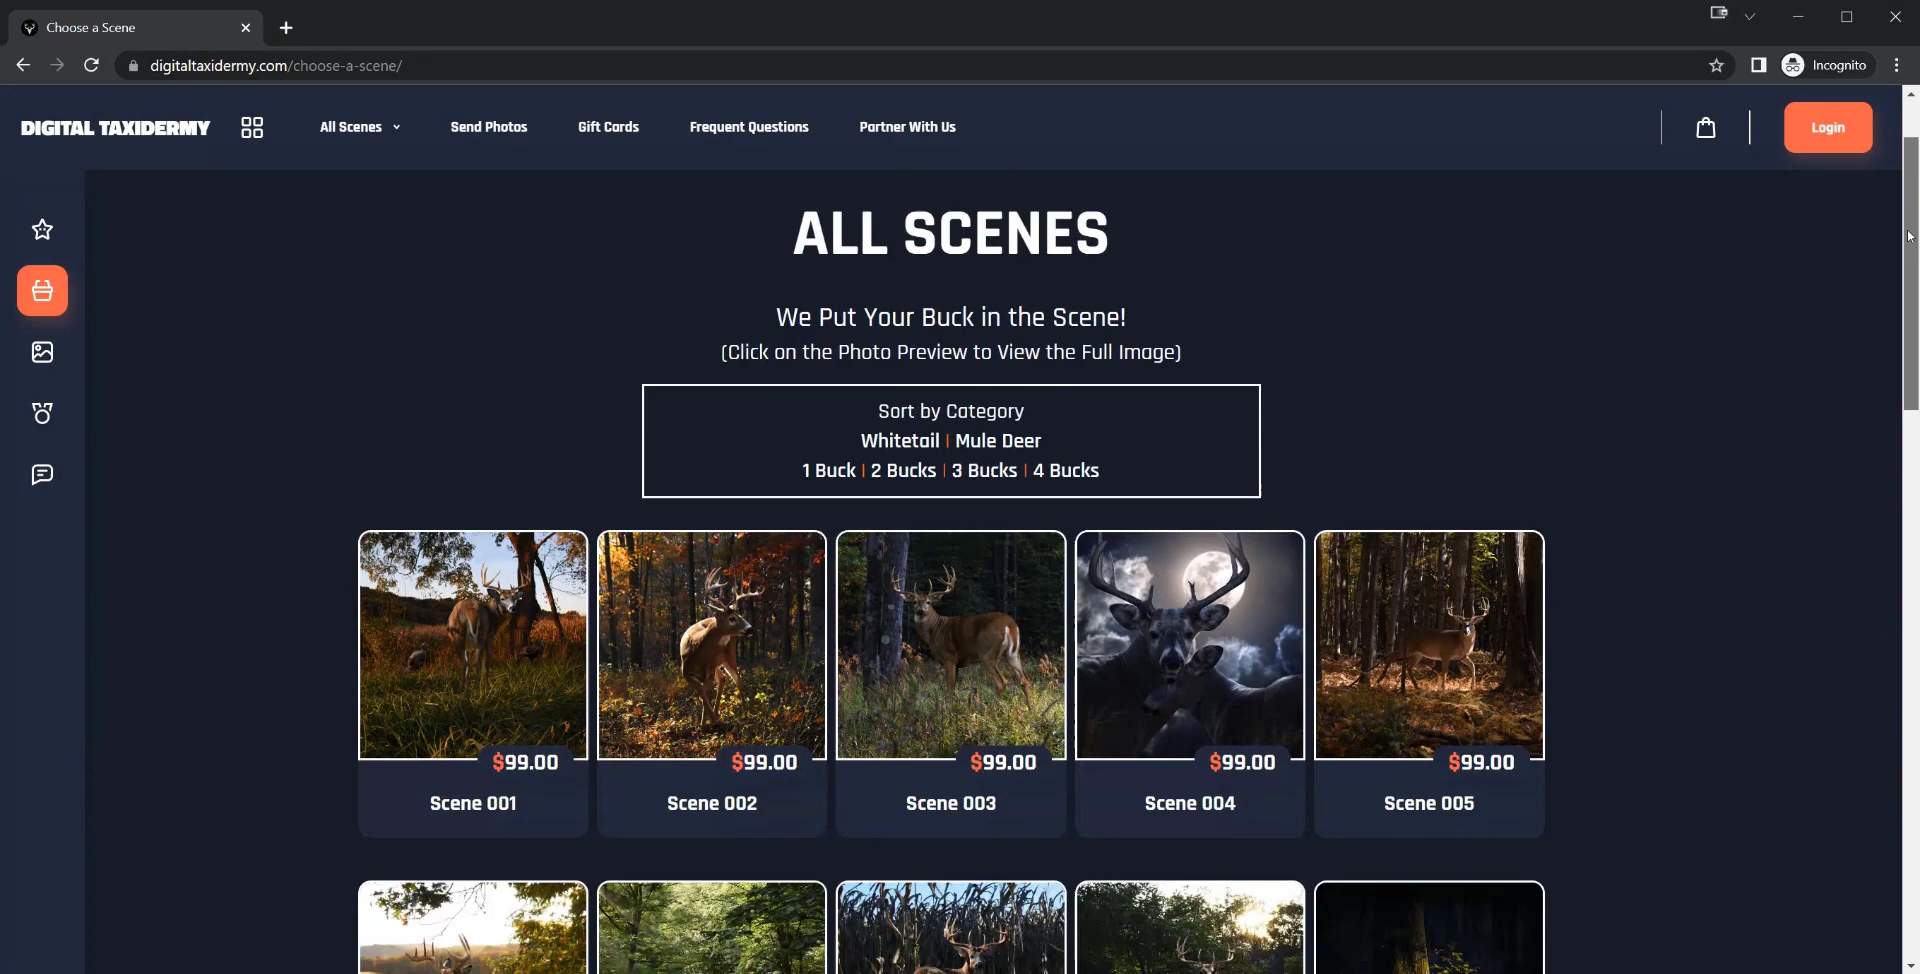 Choose a Scene
digitaltaxidermy.com/choose-a-scene/
Incognito
DIGITAL TAXIDERMY
All Scenes
Send Photos
Gift Cards
Frequent Questions
Partner With Us
Login
ALL SCENES
We Put Your Buck in the Scene!
(Click on the Photo Preview to View the Full Image)
Sort by Category
Whitetail | Mule Deer
1 Buck | 2 Bucks | 3 Bucks | 4 Bucks
$99.00
Scene 001
$99.00
Scene 002
$99.00
Scene 003
$99.00
Scene 004
$99.00
Scene 005